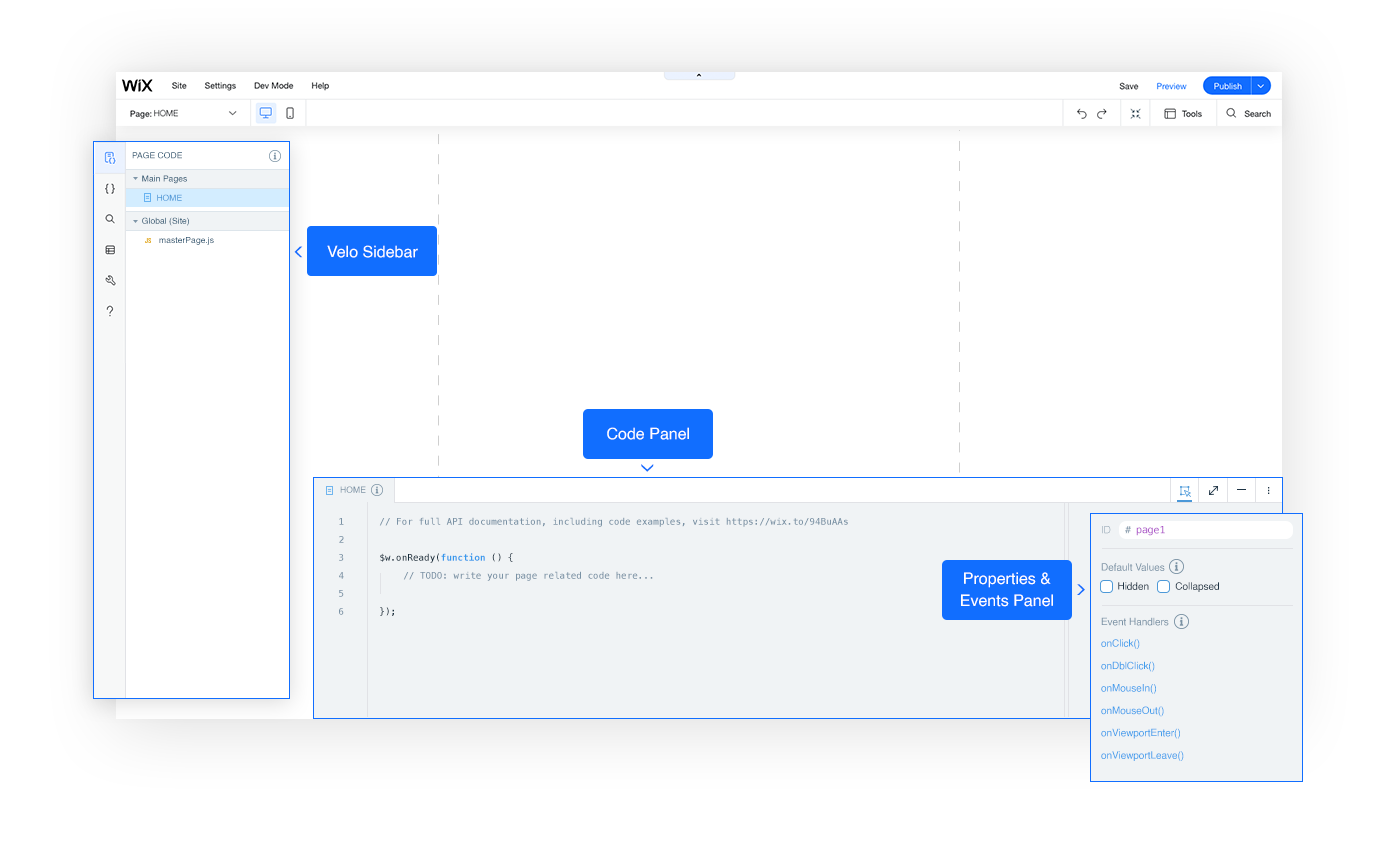 WiX Site Settings Dev Mode Help Save Preview Publish
Page: HOME Tools Search
PAGE CODE
Main Pages
HOME
Global (Site)
JS masterPage.js
{ }
?
Velo Sidebar
Code Panel
HOME
1 // For full API documentation, including code examples, visit https://wix.to/94BuAAs
2
3 $w.onReady(function () {
4 // TODO: write your page related code here...
5
6 });
Properties &
Events Panel
ID # page1
Default Values
Hidden Collapsed
Event Handlers
onClick()
onDblClick()
onMouseIn()
onMouseOut()
onViewportEnter()
onViewportLeave()